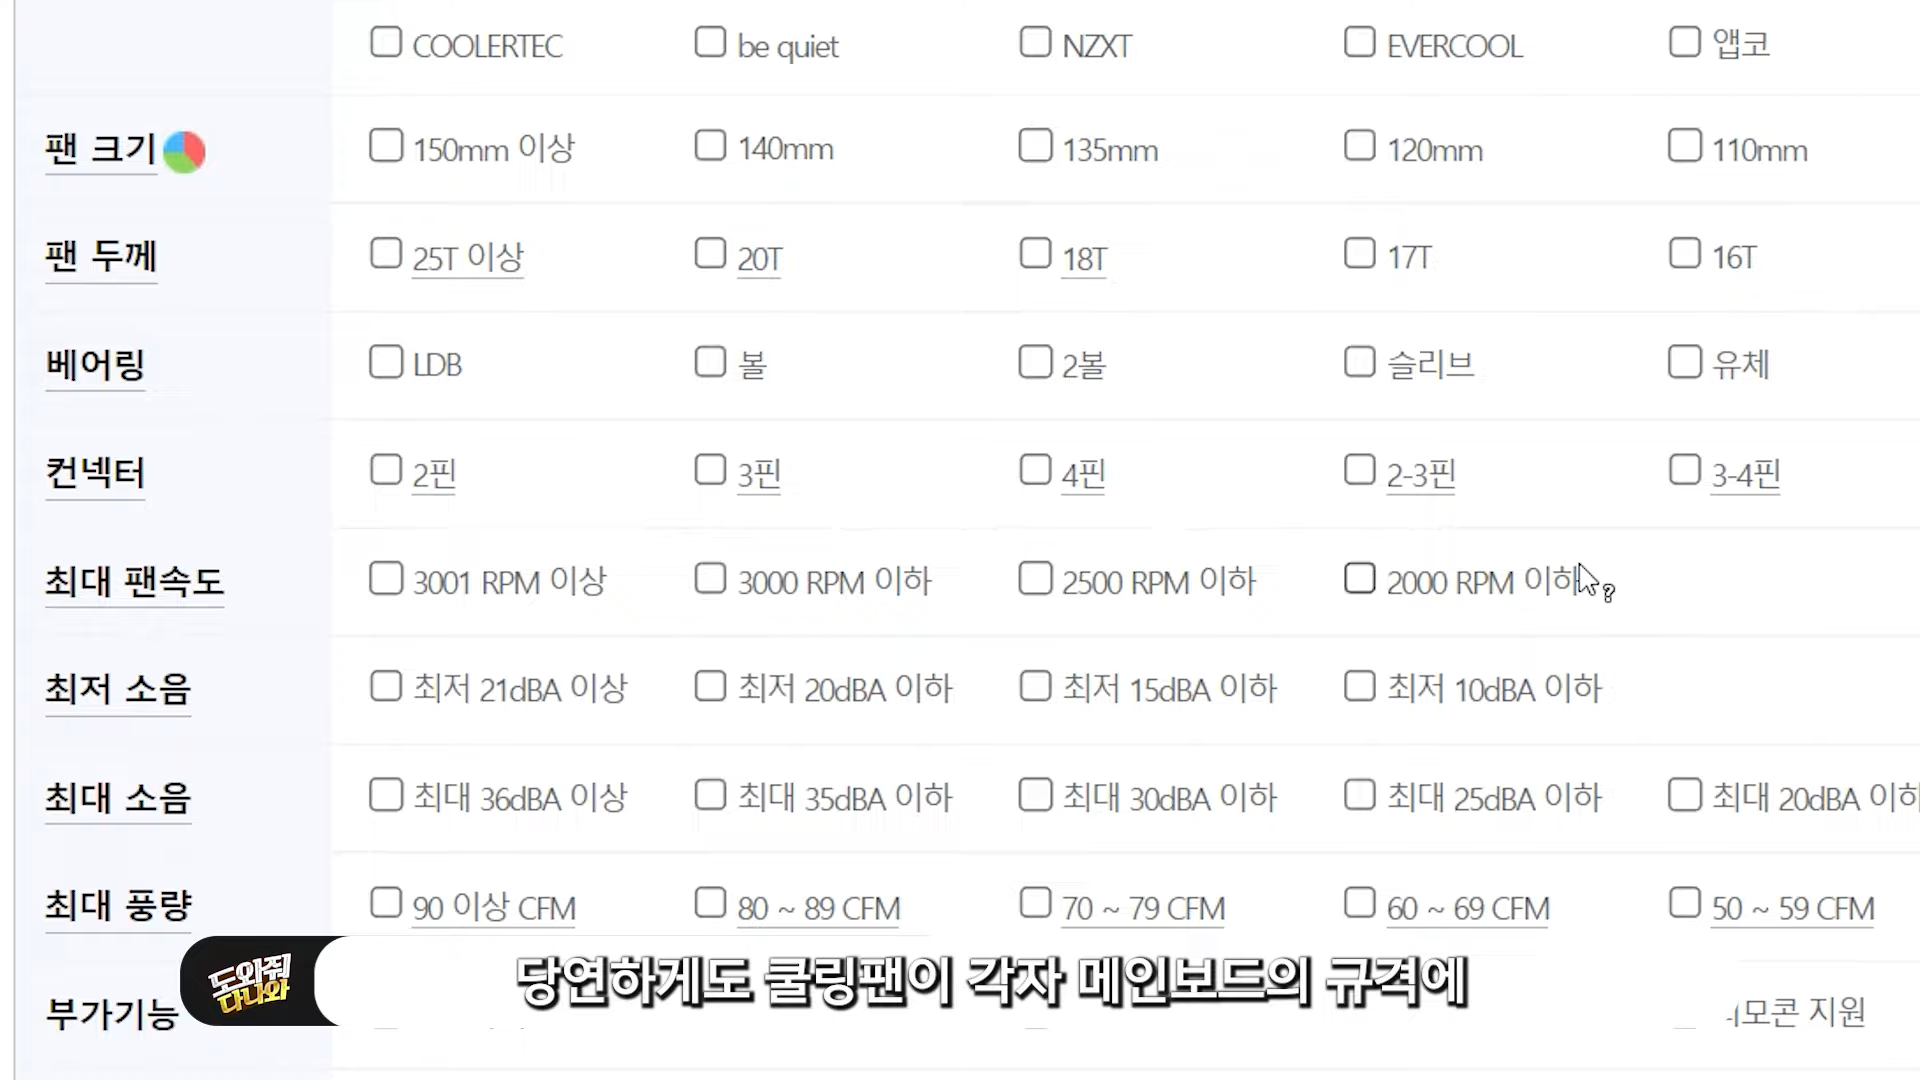 COOLERTEC be quiet NZXT EVERCOOL 앱코
팬 크기 150mm 이상 140mm 135mm 120mm 110mm
팬 두께 25T 이상 20T 18T 17T 16T
베어링 LDB 볼 2볼 슬리브 유체
컨넥터 2핀 3핀 4핀 2-3핀 3-4핀
최대 팬속도 3001 RPM 이상 3000 RPM 이하 2500 RPM 이하 2000 RPM 이하
최저 소음 최저 21dBA 이상 최저 20dBA 이하 최저 15dBA 이하 최저 10dBA 이하
최대 소음 최대 36dBA 이상 최대 35dBA 이하 최대 30dBA 이하 최대 25dBA 이하 최대 20dBA 이하
최대 풍량 90 이상 CFM 80 ~ 89 CFM 70 ~ 79 CFM 60 ~ 69 CFM 50 ~ 59 CFM
도와줘
다나와
당연하게도 쿨링팬이 각자 메인보드의 규격에
부가기능 모콘 지원